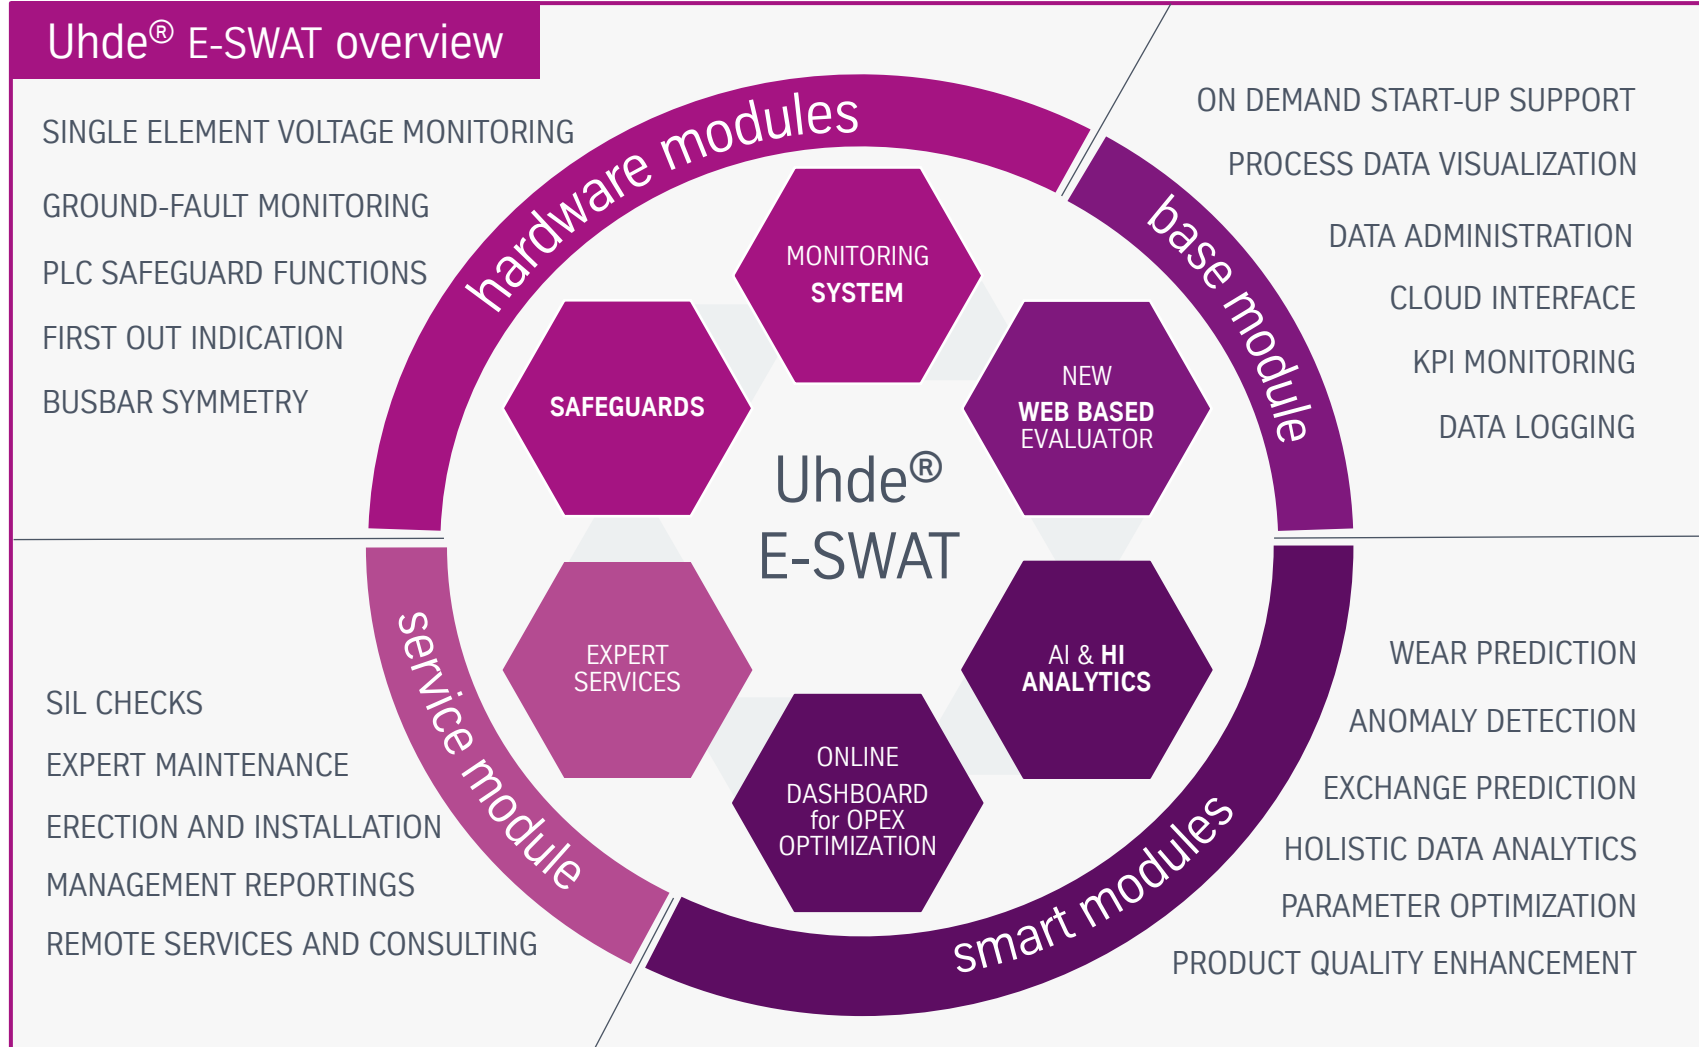 Uhde® E-SWAT overview
SINGLE ELEMENT VOLTAGE MONITORING
GROUND-FAULT MONITORING
PLC SAFEGUARD FUNCTIONS
FIRST OUT INDICATION
BUSBAR SYMMETRY
hardware modules
base module
ON DEMAND START-UP SUPPORT
PROCESS DATA VISUALIZATION
DATA ADMINISTRATION
CLOUD INTERFACE
KPI MONITORING
DATA LOGGING
MONITORING
SYSTEM
SAFEGUARDS
NEW
WEB BASED
EVALUATOR
Uhde®
E-SWAT
EXPERT
SERVICES
AI & HI
ANALYTICS
ONLINE
DASHBOARD
for OPEX
OPTIMIZATION
service module
SIL CHECKS
EXPERT MAINTENANCE
ERECTION AND INSTALLATION
MANAGEMENT REPORTINGS
REMOTE SERVICES AND CONSULTING
smart modules
WEAR PREDICTION
ANOMALY DETECTION
EXCHANGE PREDICTION
HOLISTIC DATA ANALYTICS
PARAMETER OPTIMIZATION
PRODUCT QUALITY ENHANCEMENT